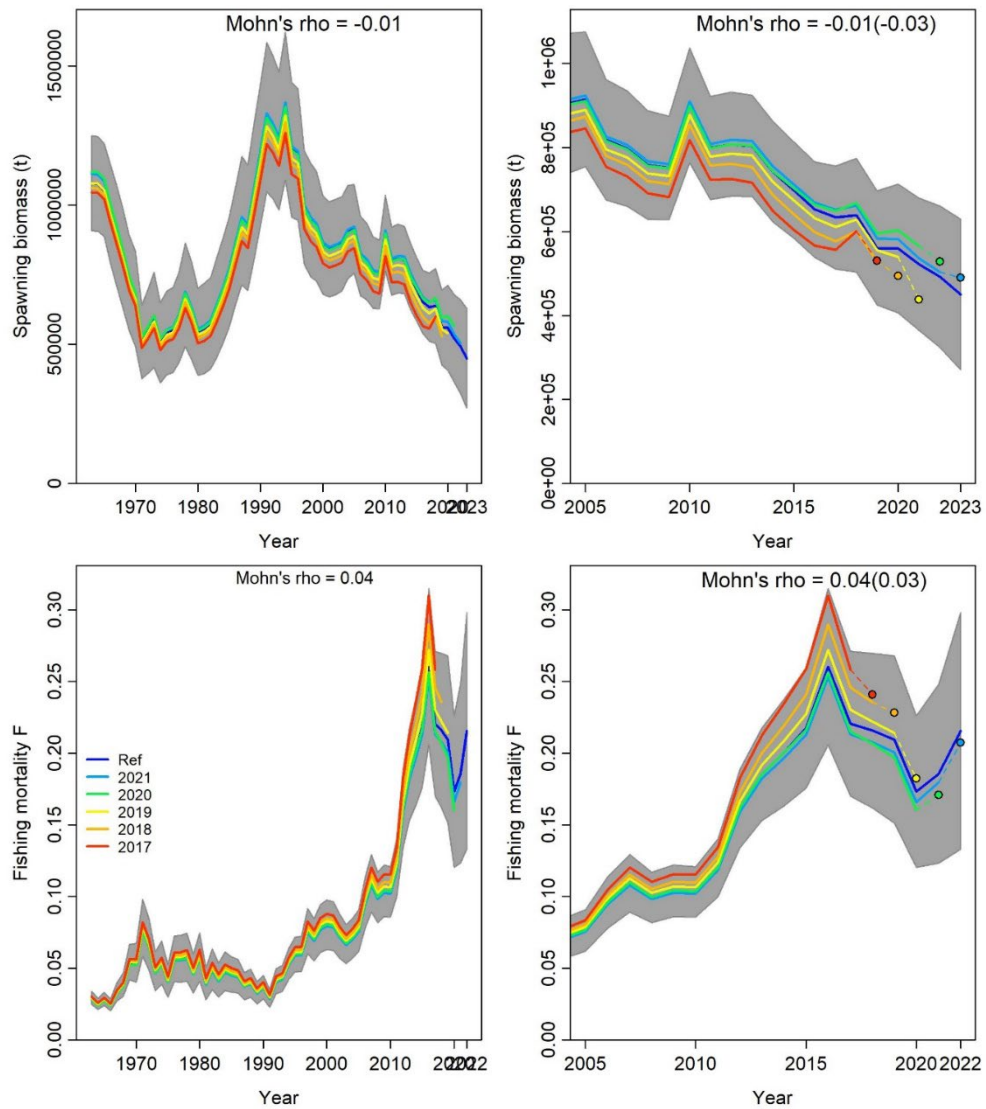 Mohn's rho = -0.01
Spawning biomass (t)
1500000
1000000
500000
0
1970 1980 1990 2000 2010 2020 2023
Year
Mohn's rho = -0.01(-0.03)
Spawning biomass (t)
1e+06
8e+05
6e+05
4e+05
2e+05
0e+00
2005 2010 2015 2020 2023
Year
Mohn's rho = 0.04
Fishing mortality F
0.30
0.25
0.20
0.15
0.10
0.05
0.00
Ref
2021
2020
2019
2018
2017
1970 1980 1990 2000 2010 2020 2022
Year
Mohn's rho = 0.04(0.03)
Fishing mortality F
0.30
0.25
0.20
0.15
0.10
0.05
0.00
2005 2010 2015 2020 2022
Year